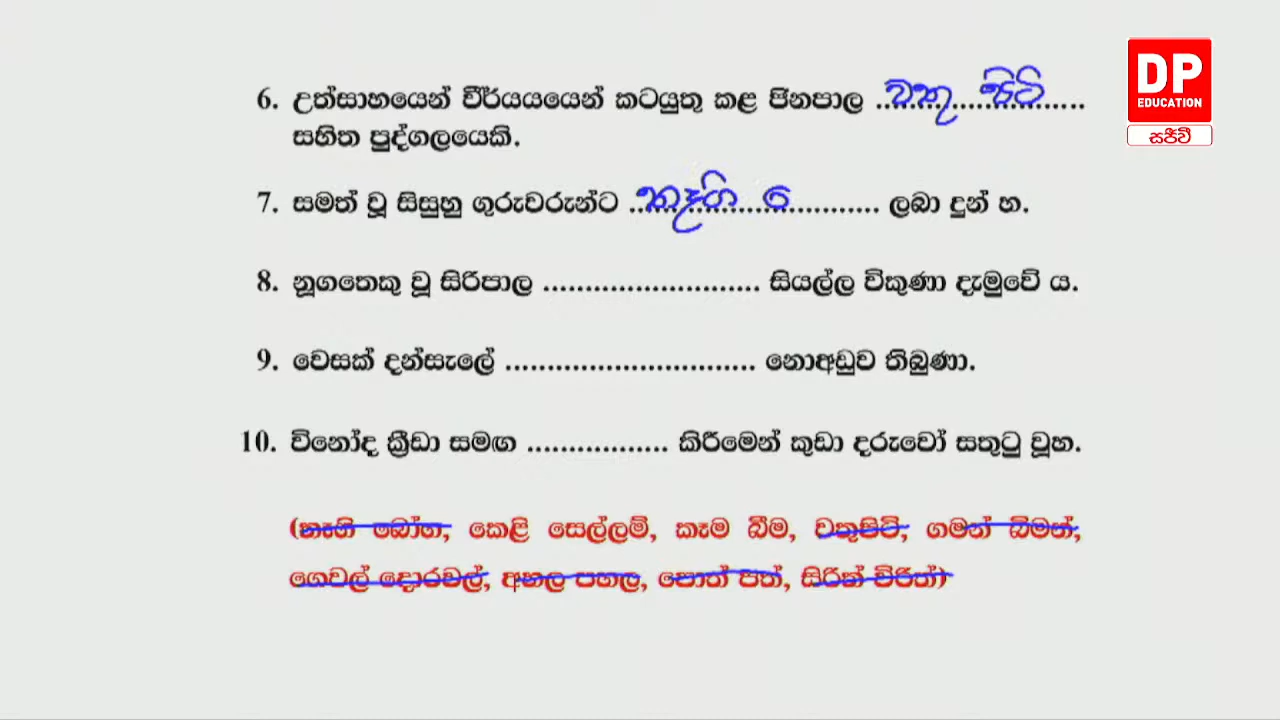 DP
EDUCATION
සජීවී
6. උත්සාහයෙන් වීර්යයයෙන් කටයුතු කළ ජිනපාල .. වතු පිටි ..
සහිත පුද්ගලයෙකි.
7. සමත් වූ සිසුහු ගුරුවරුන්ට .. තෑගි බ .......... ලබා දුන් හ.
8. නූගතෙකු වූ සිරිපාල .......................... සියල්ල විකුණා දැමුවේ ය.
9. වෙසක් දන්සැලේ .............................. නොඅඩුව තිබුණා.
10. විනෝද ක්‍රීඩා සමඟ ................. කිරීමෙන් කුඩා දරුවෝ සතුටු වූහ.
(තෑගි බෝග, කෙළි සෙල්ලම්, කෑම බීම, වතුපිටි, ගමන් බිමන්,
ගෙවල් දොරවල්, අහල පහල, පොත් පත්, සිරිත් විරිත්)